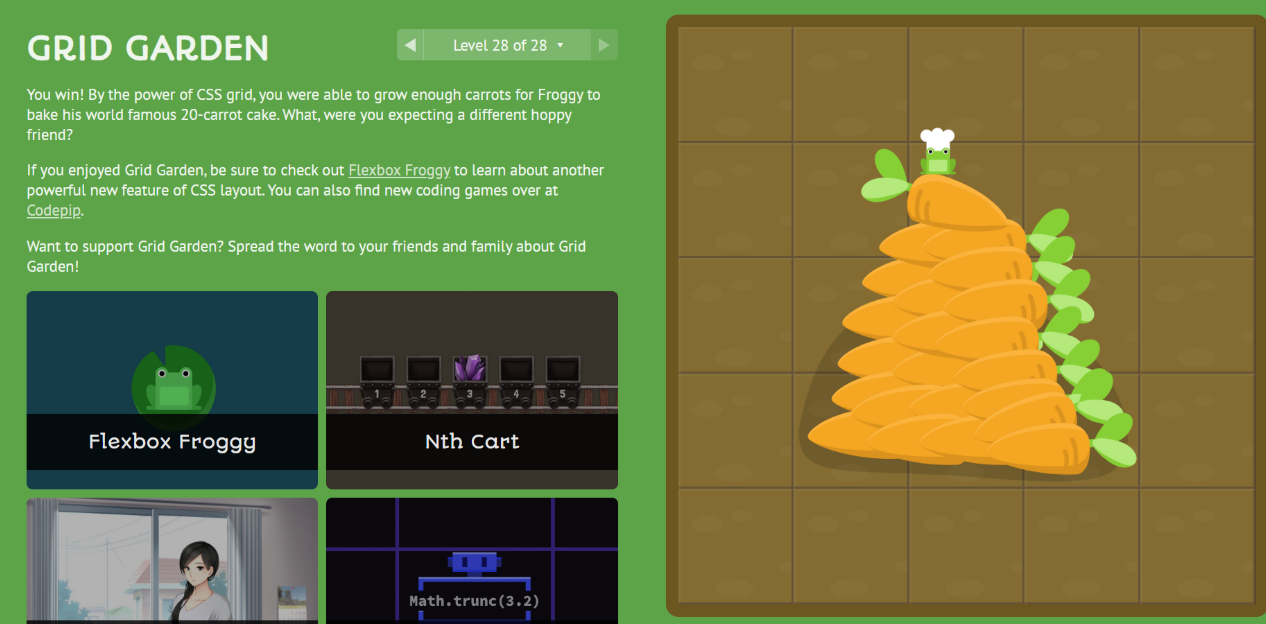 GRID GARDEN
Level 28 of 28
You win! By the power of CSS grid, you were able to grow enough carrots for Froggy to
bake his world famous 20-carrot cake. What, were you expecting a different hoppy
friend?
If you enjoyed Grid Garden, be sure to check out Flexbox Froggy to learn about another
powerful new feature of CSS layout. You can also find new coding games over at
Codepip.
Want to support Grid Garden? Spread the word to your friends and family about Grid
Garden!
1 2 3 4 5
Flexbox Froggy
Nth Cart
Math.trunc(3.2)